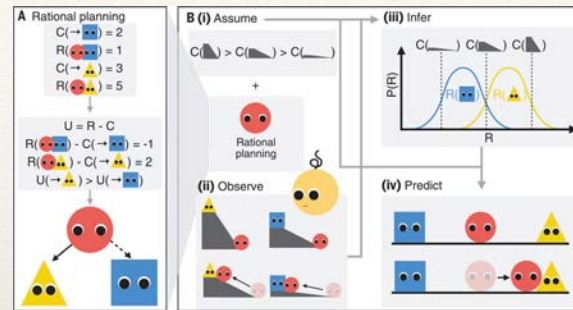 A Rational planning
C(→ ) = 2
R( ) = 1
C(→ ) = 3
R( ) = 5
U = R - C
R( ) - C(→ ) = -1
R( ) - C(→ ) = 2
U(→ ) > U(→ )
B (i) Assume
C( ) > C( ) > C( )
+
Rational
planning
(ii) Observe
(iii) Infer
C( ) C( ) C( )
P(R)
R( ) R( )
R
(iv) Predict